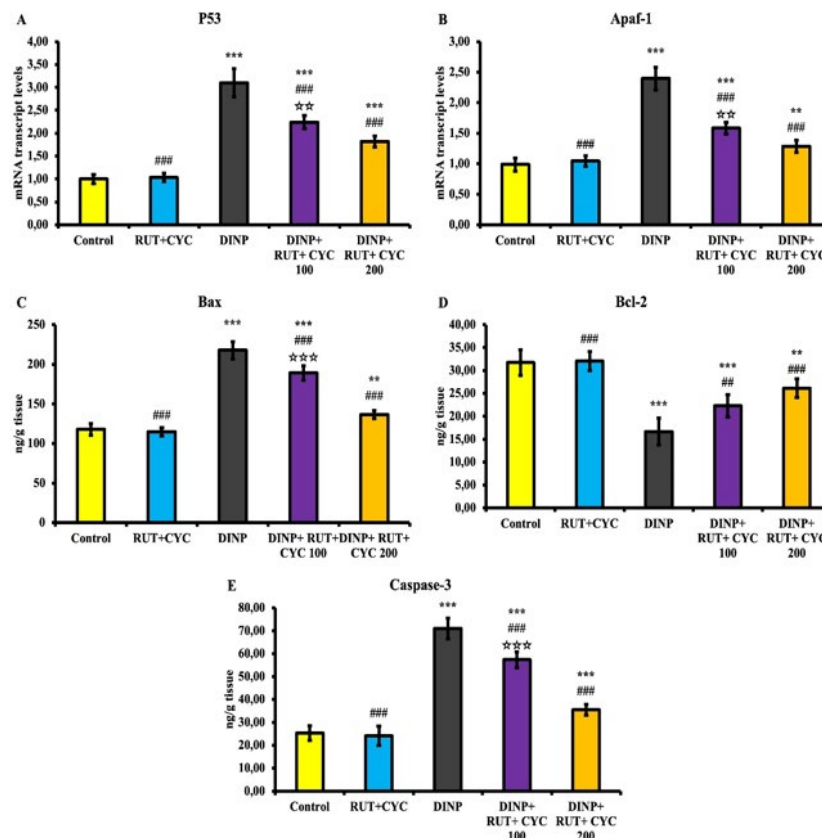 A
P53
mRNA transcript levels
4,00
3,50
3,00
2,50
2,00
1,50
1,00
0,50
0,00
###
***
***
###
☆☆
***
###
Control
RUT+CYC
DINP
DINP+
RUT+ CYC
100
DINP+
RUT+ CYC
200
B
Apaf-1
mRNA transcript levels
3,00
2,50
2,00
1,50
1,00
0,50
0,00
###
***
***
###
☆☆
**
###
Control
RUT+CYC
DINP
DINP+
RUT+ CYC
100
DINP+
RUT+ CYC
200
C
Bax
ng/g tissue
250
200
150
100
50
0
###
***
***
###
☆☆☆
**
###
Control
RUT+CYC
DINP
DINP+ RUT+
CYC 100
DINP+ RUT+
CYC 200
D
Bcl-2
ng/g tissue
40,00
35,00
30,00
25,00
20,00
15,00
10,00
5,00
0,00
###
***
***
##
**
###
Control
RUT+CYC
DINP
DINP+
RUT+ CYC
100
DINP+
RUT+ CYC
200
E
Caspase-3
ng/g tissue
80,00
70,00
60,00
50,00
40,00
30,00
20,00
10,00
0,00
###
***
***
###
☆☆☆
***
###
Control
RUT+CYC
DINP
DINP+
RUT+ CYC
100
DINP+
RUT+ CYC
200